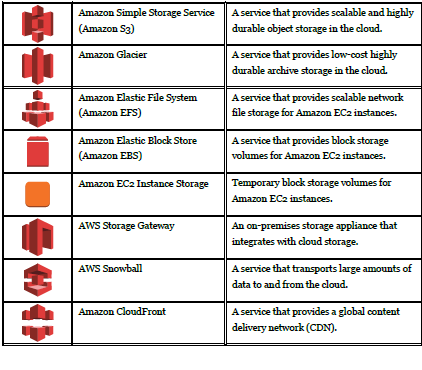 Amazon Simple Storage Service
(Amazon S3)
A service that provides scalable and highly
durable object storage in the cloud.
Amazon Glacier
A service that provides low-cost highly
durable archive storage in the cloud.
Amazon Elastic File System
(Amazon EFS)
A service that provides scalable network
file storage for Amazon EC2 instances.
Amazon Elastic Block Store
(Amazon EBS)
A service that provides block storage
volumes for Amazon EC2 instances.
Amazon EC2 Instance Storage
Temporary block storage volumes for
Amazon EC2 instances.
AWS Storage Gateway
An on-premises storage appliance that
integrates with cloud storage.
AWS Snowball
A service that transports large amounts of
data to and from the cloud.
Amazon CloudFront
A service that provides a global content
delivery network (CDN).